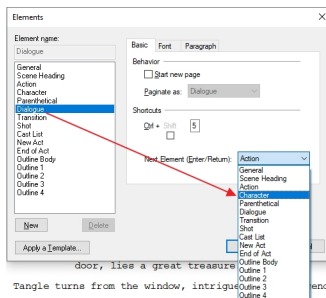 Elements
Element name:
Dialogue
General
Scene Heading
Action
Character
Parenthetical
Dialogue
Transition
Shot
Cast List
New Act
End of Act
Outline Body
Outline 1
Outline 2
Outline 3
Outline 4
New
Delete
Apply a Template...
Basic
Font
Paragraph
Behavior
Start new page
Paginate as:
Dialogue
Shortcuts
Ctrl + Shift
5
Next Element (Enter/Return):
Action
General
Scene Heading
Action
Character
Parenthetical
Dialogue
Transition
Shot
Cast List
New Act
End of Act
Outline Body
Outline 1
Outline 2
Outline 3
Outline 4
door, lies a great treasure
Tangle turns from the window,